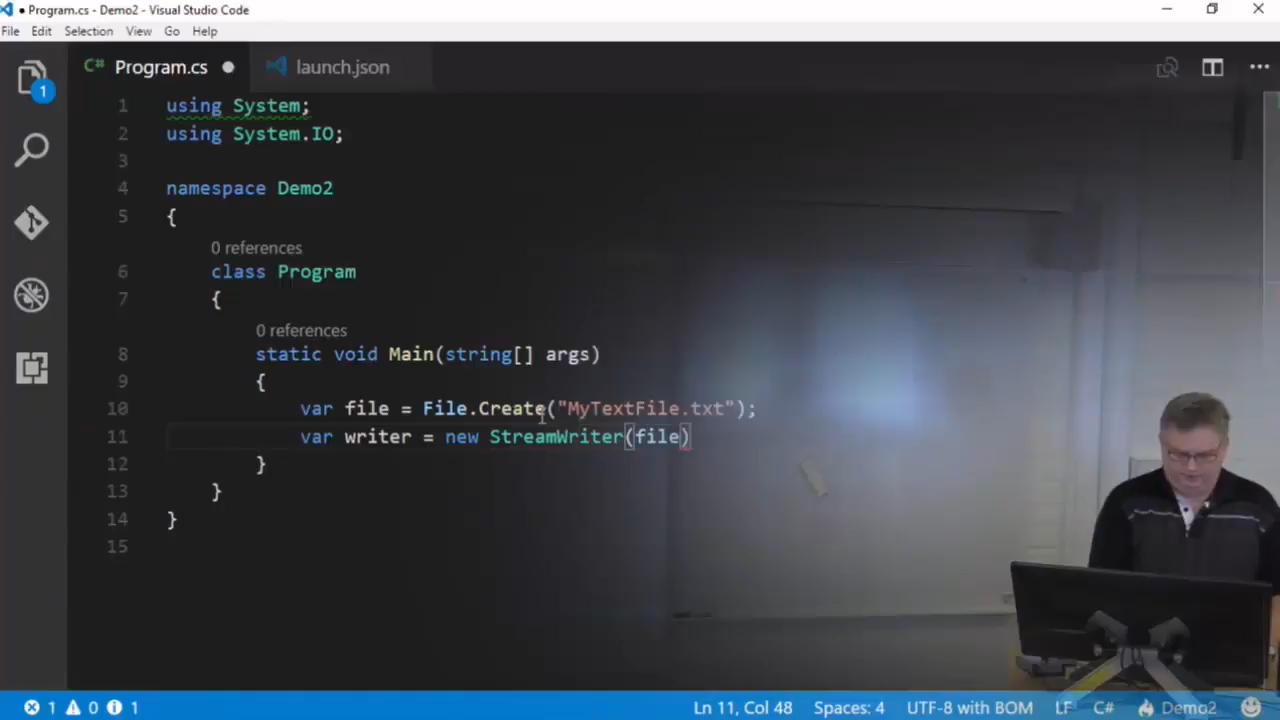 ● Program.cs - Demo2 - Visual Studio Code
File Edit Selection View Go Help
C# Program.cs ● launch.json
1 using System;
2 using System.IO;
3
4 namespace Demo2
5 {
0 references
6 class Program
7 {
0 references
8 static void Main(string[] args)
9 {
10 var file = File.Create("MyTextFile.txt");
11 var writer = new StreamWriter(file)
12 }
13 }
14 }
15
1 0 1 Ln 11, Col 48 Spaces: 4 UTF-8 with BOM LF C# Demo2